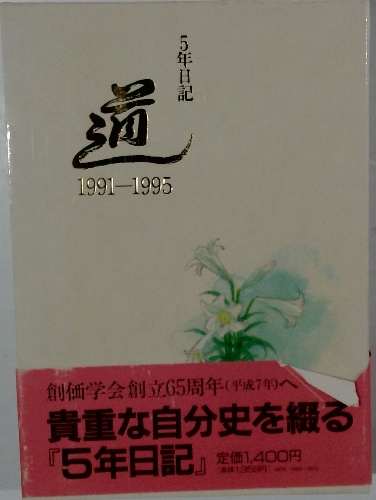 5年日記
道
1991—1995
創価学会創立65周年(平成7年)へ
貴重な自分史を綴る
『5年日記』
定価1,400円